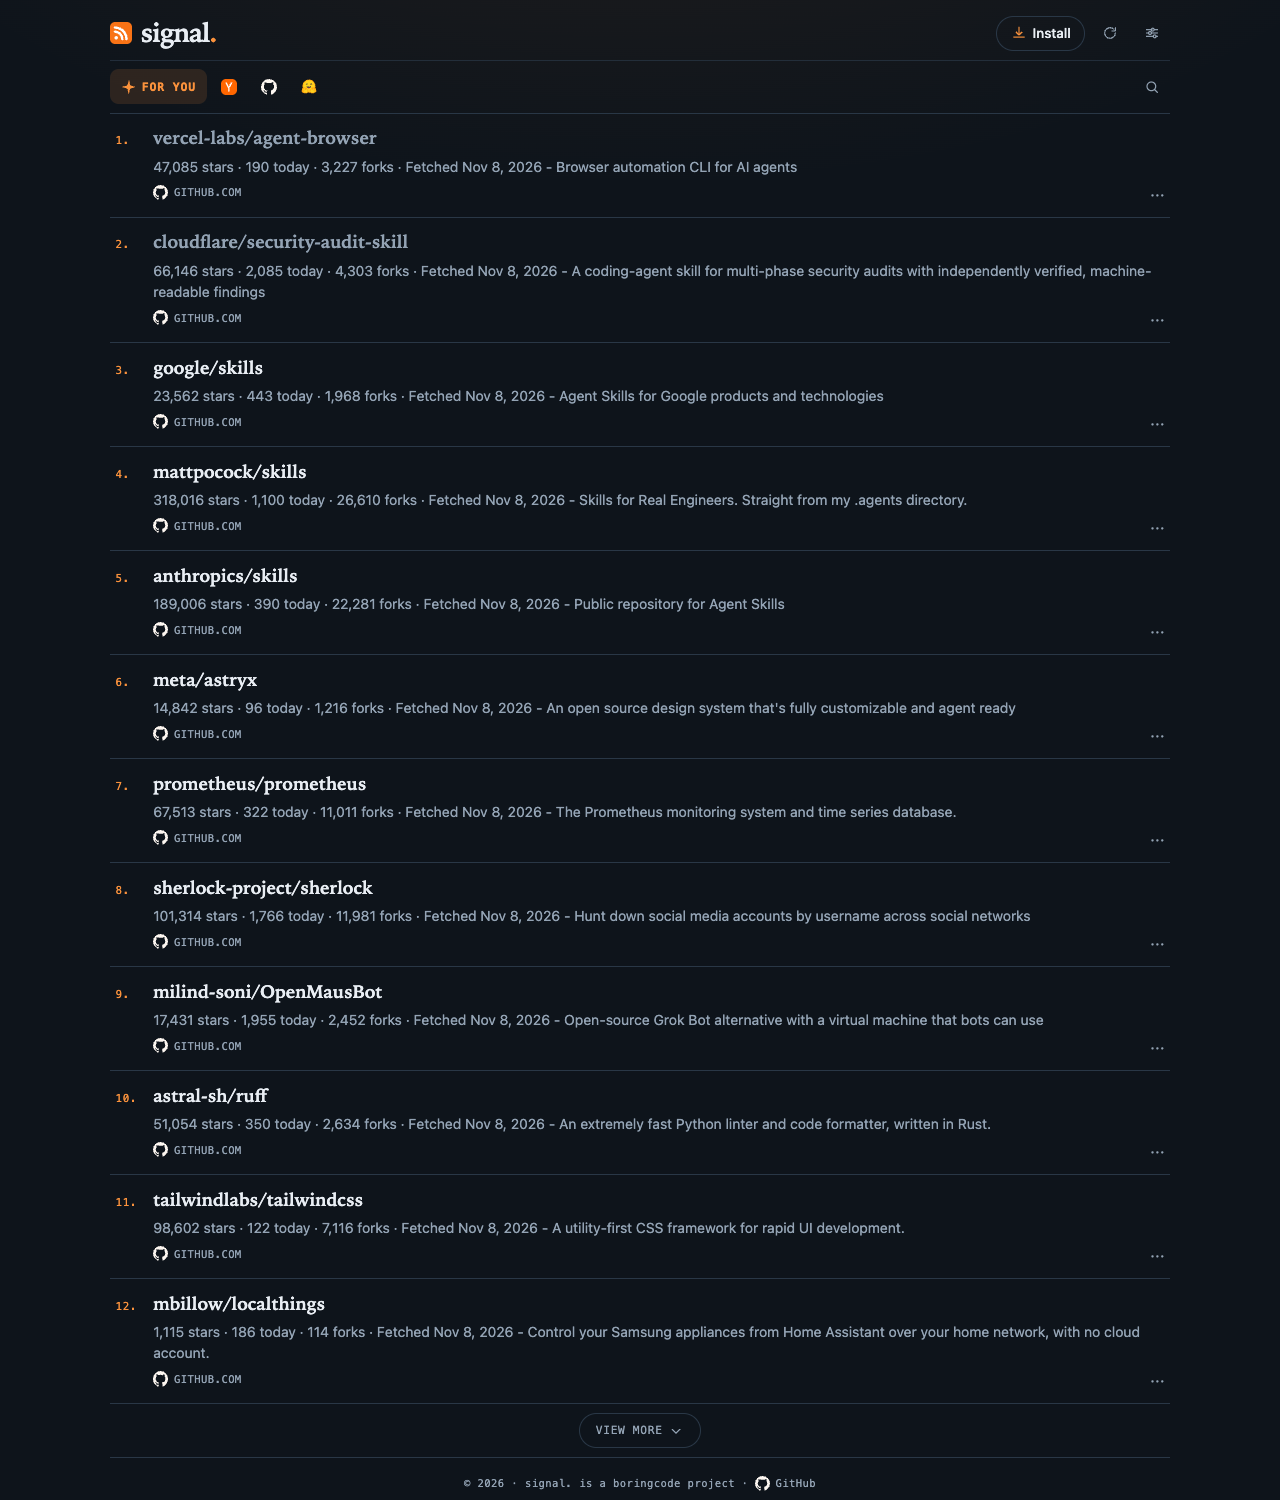 signal.
Install
FOR YOU
Y
1.
vercel-labs/agent-browser
47,085 stars · 190 today · 3,227 forks · Fetched Nov 8, 2026 - Browser automation CLI for AI agents
GITHUB.COM
2.
cloudflare/security-audit-skill
66,146 stars · 2,085 today · 4,303 forks · Fetched Nov 8, 2026 - A coding-agent skill for multi-phase security audits with independently verified, machine-
readable findings
GITHUB.COM
3.
google/skills
23,562 stars · 443 today · 1,968 forks · Fetched Nov 8, 2026 - Agent Skills for Google products and technologies
GITHUB.COM
4.
mattpocock/skills
318,016 stars · 1,100 today · 26,610 forks · Fetched Nov 8, 2026 - Skills for Real Engineers. Straight from my .agents directory.
GITHUB.COM
5.
anthropics/skills
189,006 stars · 390 today · 22,281 forks · Fetched Nov 8, 2026 - Public repository for Agent Skills
GITHUB.COM
6.
meta/astryx
14,842 stars · 96 today · 1,216 forks · Fetched Nov 8, 2026 - An open source design system that's fully customizable and agent ready
GITHUB.COM
7.
prometheus/prometheus
67,513 stars · 322 today · 11,011 forks · Fetched Nov 8, 2026 - The Prometheus monitoring system and time series database.
GITHUB.COM
8.
sherlock-project/sherlock
101,314 stars · 1,766 today · 11,981 forks · Fetched Nov 8, 2026 - Hunt down social media accounts by username across social networks
GITHUB.COM
9.
milind-soni/OpenMausBot
17,431 stars · 1,955 today · 2,452 forks · Fetched Nov 8, 2026 - Open-source Grok Bot alternative with a virtual machine that bots can use
GITHUB.COM
10.
astral-sh/ruff
51,054 stars · 350 today · 2,634 forks · Fetched Nov 8, 2026 - An extremely fast Python linter and code formatter, written in Rust.
GITHUB.COM
11.
tailwindlabs/tailwindcss
98,602 stars · 122 today · 7,116 forks · Fetched Nov 8, 2026 - A utility-first CSS framework for rapid UI development.
GITHUB.COM
12.
mbillow/localthings
1,115 stars · 186 today · 114 forks · Fetched Nov 8, 2026 - Control your Samsung appliances from Home Assistant over your home network, with no cloud
account.
GITHUB.COM
VIEW MORE
© 2026 · signal. is a boringcode project · GitHub